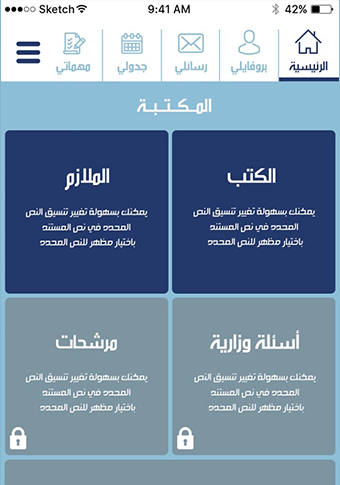 Sketch 9:41 AM 42%
الرئيسية بروفايلي رسائلي جدولي مهماتي
المكتبة
الكتب
يمكنك بسهولة تغيير تنسيق النص
المحدد في نص المستند
باختيار مظهر للنص المحدد
الملازم
يمكنك بسهولة تغيير تنسيق النص
المحدد في نص المستند
باختيار مظهر للنص المحدد
أسئلة وزارية
يمكنك بسهولة تغيير تنسيق النص
المحدد في نص المستند
باختيار مظهر للنص المحدد
مرشحات
يمكنك بسهولة تغيير تنسيق النص
المحدد في نص المستند
باختيار مظهر للنص المحدد